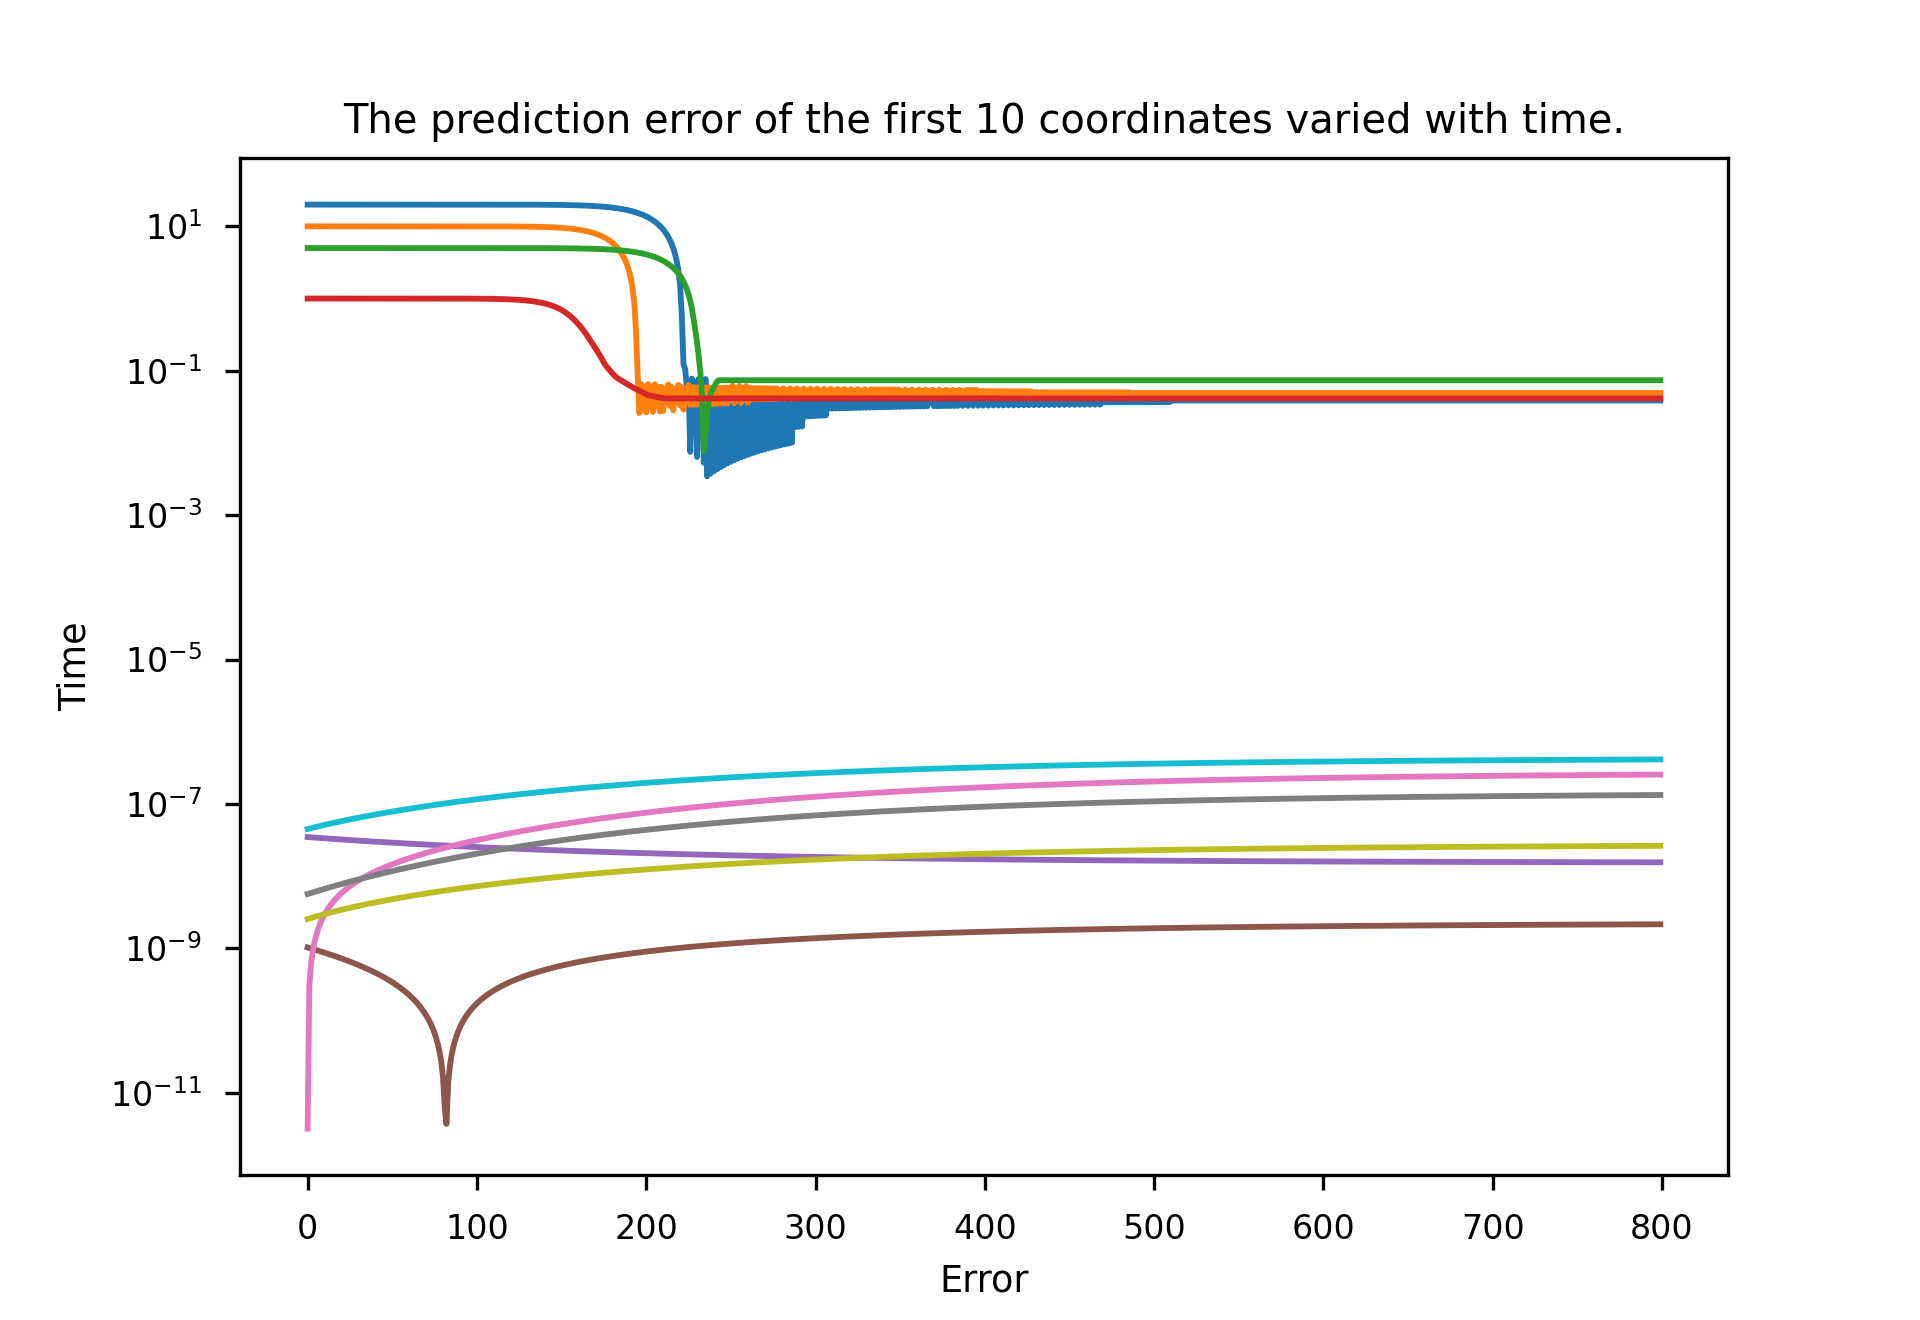 The prediction error of the first 10 coordinates varied with time.
10¹
10⁻¹
10⁻³
10⁻⁵
10⁻⁷
10⁻⁹
10⁻¹¹
Time
0 100 200 300 400 500 600 700 800
Error